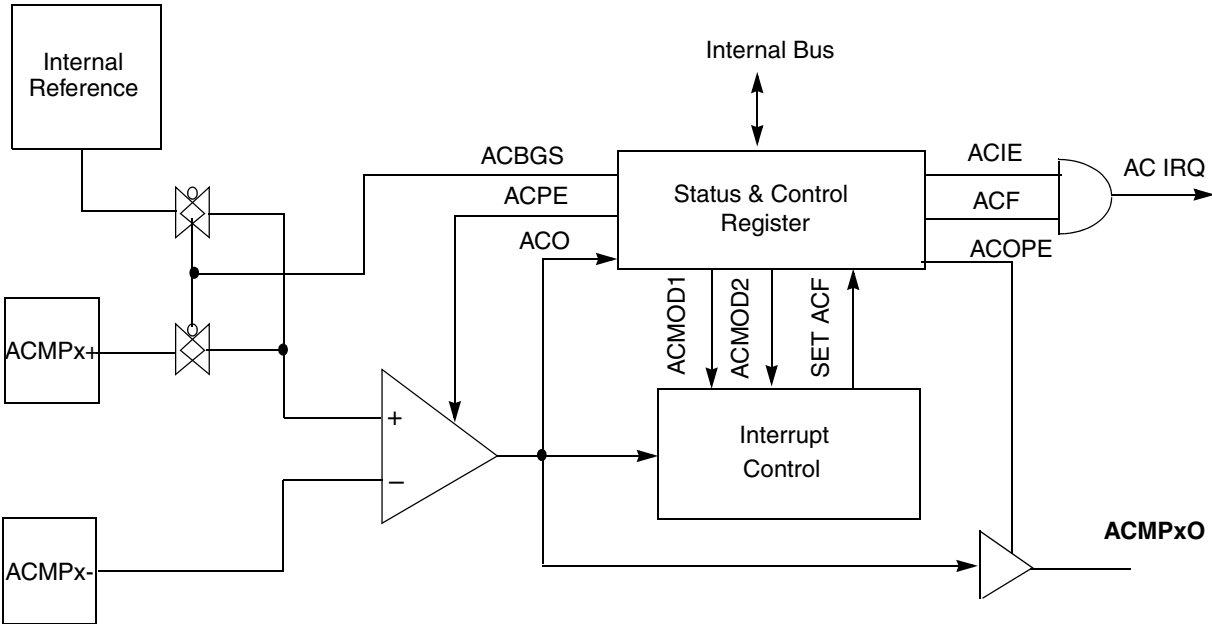 Internal
Reference
Internal Bus
ACBGS
ACPE
ACO
Status & Control
Register
ACIE
ACF
ACOPE
AC IRQ
ACMPx+
ACMOD1
ACMOD2
SET ACF
+
−
Interrupt
Control
ACMPx-
ACMPxO